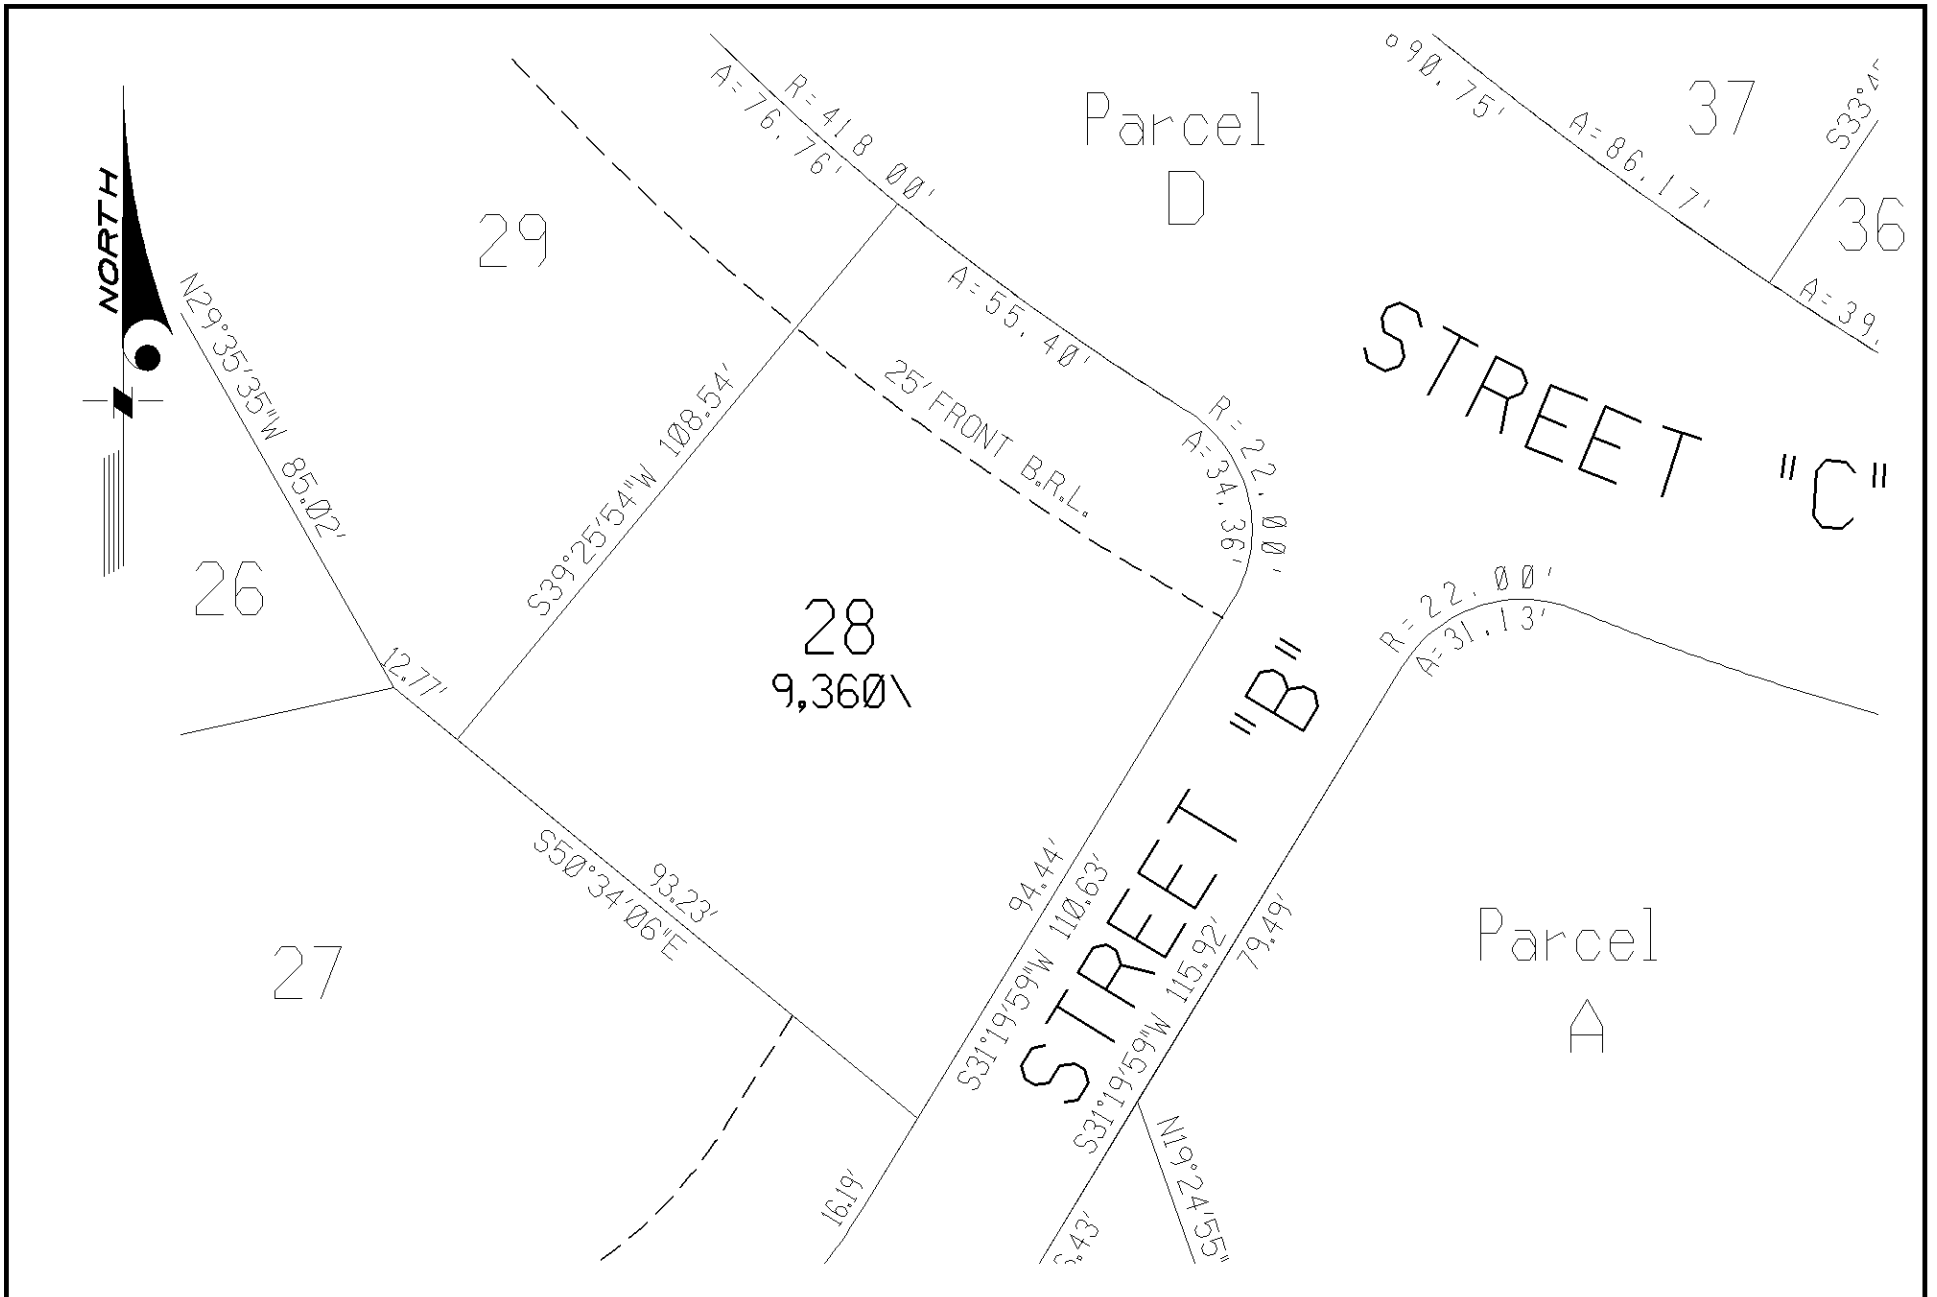 NORTH
R=418.00'
A=76.76'
Parcel
D
90.75'
A=86.17'
37
36
A=39.
29
N29°35'35"W 85.02'
26
12.77'
S39°25'54"W 108.54'
A=55.40'
25' FRONT B.R.L.
R=22.00'
A=34.36'
STREET "C"
28
9,360\
R=22.00'
A=31.13'
STREET "B"
94.44'
S31°19'59"W 110.63'
S31°19'59"W 115.92'
79.49'
93.23'
S50°34'06"E
27
Parcel
A
16.19'
N19°24'55"